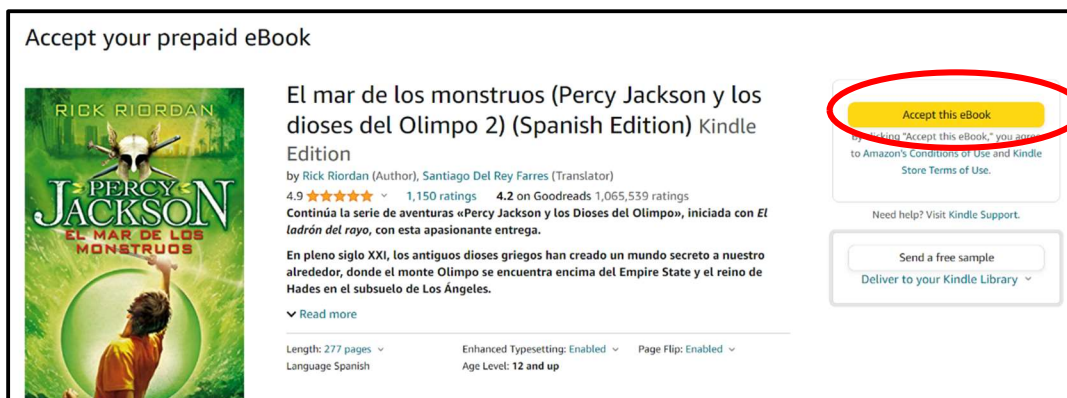 Accept your prepaid eBook
RICK RIORDAN
PERCY
JACKSON
EL MAR DE LOS
MONSTRUOS
El mar de los monstruos (Percy Jackson y los
dioses del Olimpo 2) (Spanish Edition) Kindle
Edition
by Rick Riordan (Author), Santiago Del Rey Farres (Translator)
4.9 1,150 ratings 4.2 on Goodreads 1,065,539 ratings
Continúa la serie de aventuras «Percy Jackson y los Dioses del Olimpo», iniciada con El
ladrón del rayo, con esta apasionante entrega.
En pleno siglo XXI, los antiguos dioses griegos han creado un mundo secreto a nuestro
alrededor, donde el monte Olimpo se encuentra encima del Empire State y el reino de
Hades en el subsuelo de Los Ángeles.
Read more
Length: 277 pages Enhanced Typesetting: Enabled Page Flip: Enabled
Language Spanish Age Level: 12 and up
Accept this eBook
By clicking "Accept this eBook," you agree
to Amazon's Conditions of Use and Kindle
Store Terms of Use.
Need help? Visit Kindle Support.
Send a free sample
Deliver to your Kindle Library